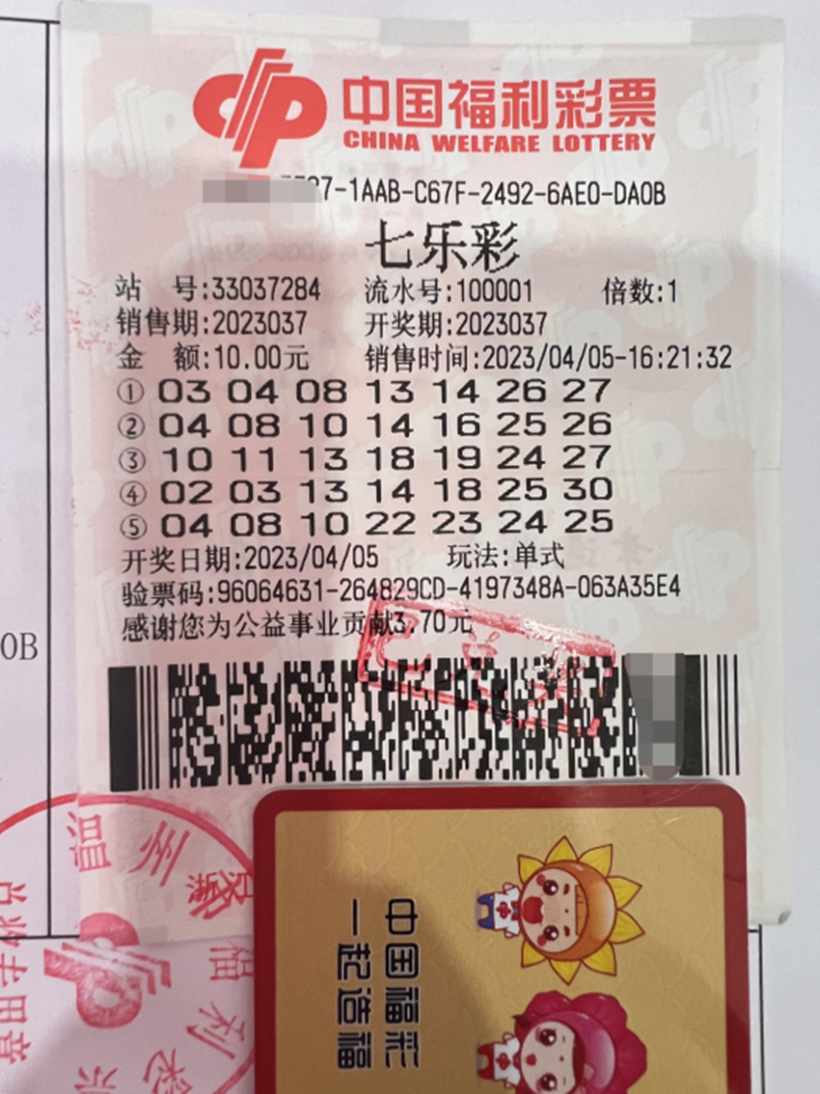 中国福利彩票
CHINA WELFARE LOTTERY
7-1AAB-C67F-2492-6AE0-DA0B
七乐彩
站 号:33037284 流水号:100001 倍数:1
销售期:2023037 开奖期:2023037
金 额:10.00元 销售时间:2023/04/05-16:21:32
① 03 04 08 13 14 26 27
② 04 08 10 14 16 25 26
③ 10 11 13 18 19 24 27
④ 02 03 13 14 18 25 30
⑤ 04 08 10 22 23 24 25
开奖日期:2023/04/05 玩法:单式
验票码:96064631-264829CD-4197348A-063A35E4
感谢您为公益事业贡献3.70元
0B
温州
福利彩
中国福彩
一起造福